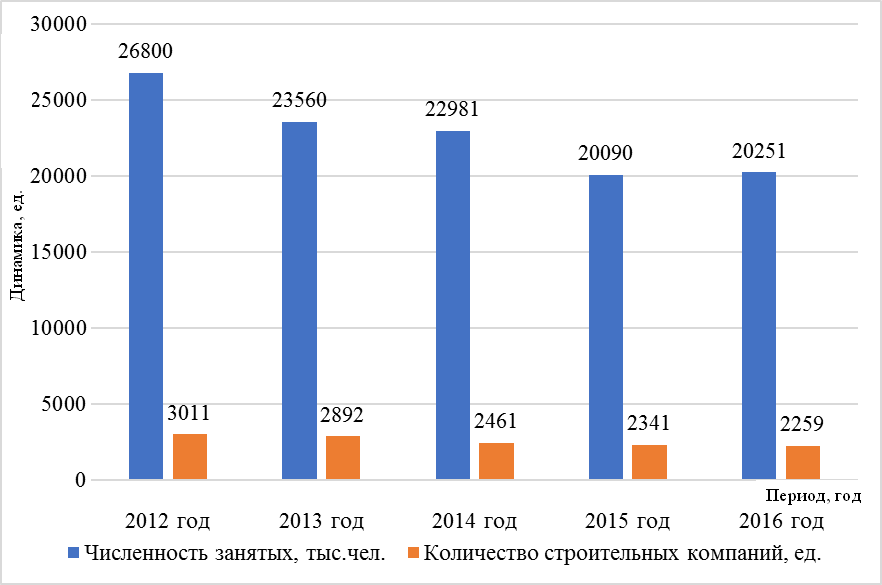 30000
26800
23560
22981
20090
20251
25000
20000
15000
10000
5000
0
Динамика, ед.
3011
2892
2461
2341
2259
Период, год
2012 год
2013 год
2014 год
2015 год
2016 год
Численность занятых, тыс.чел.
Количество строительных компаний, ед.